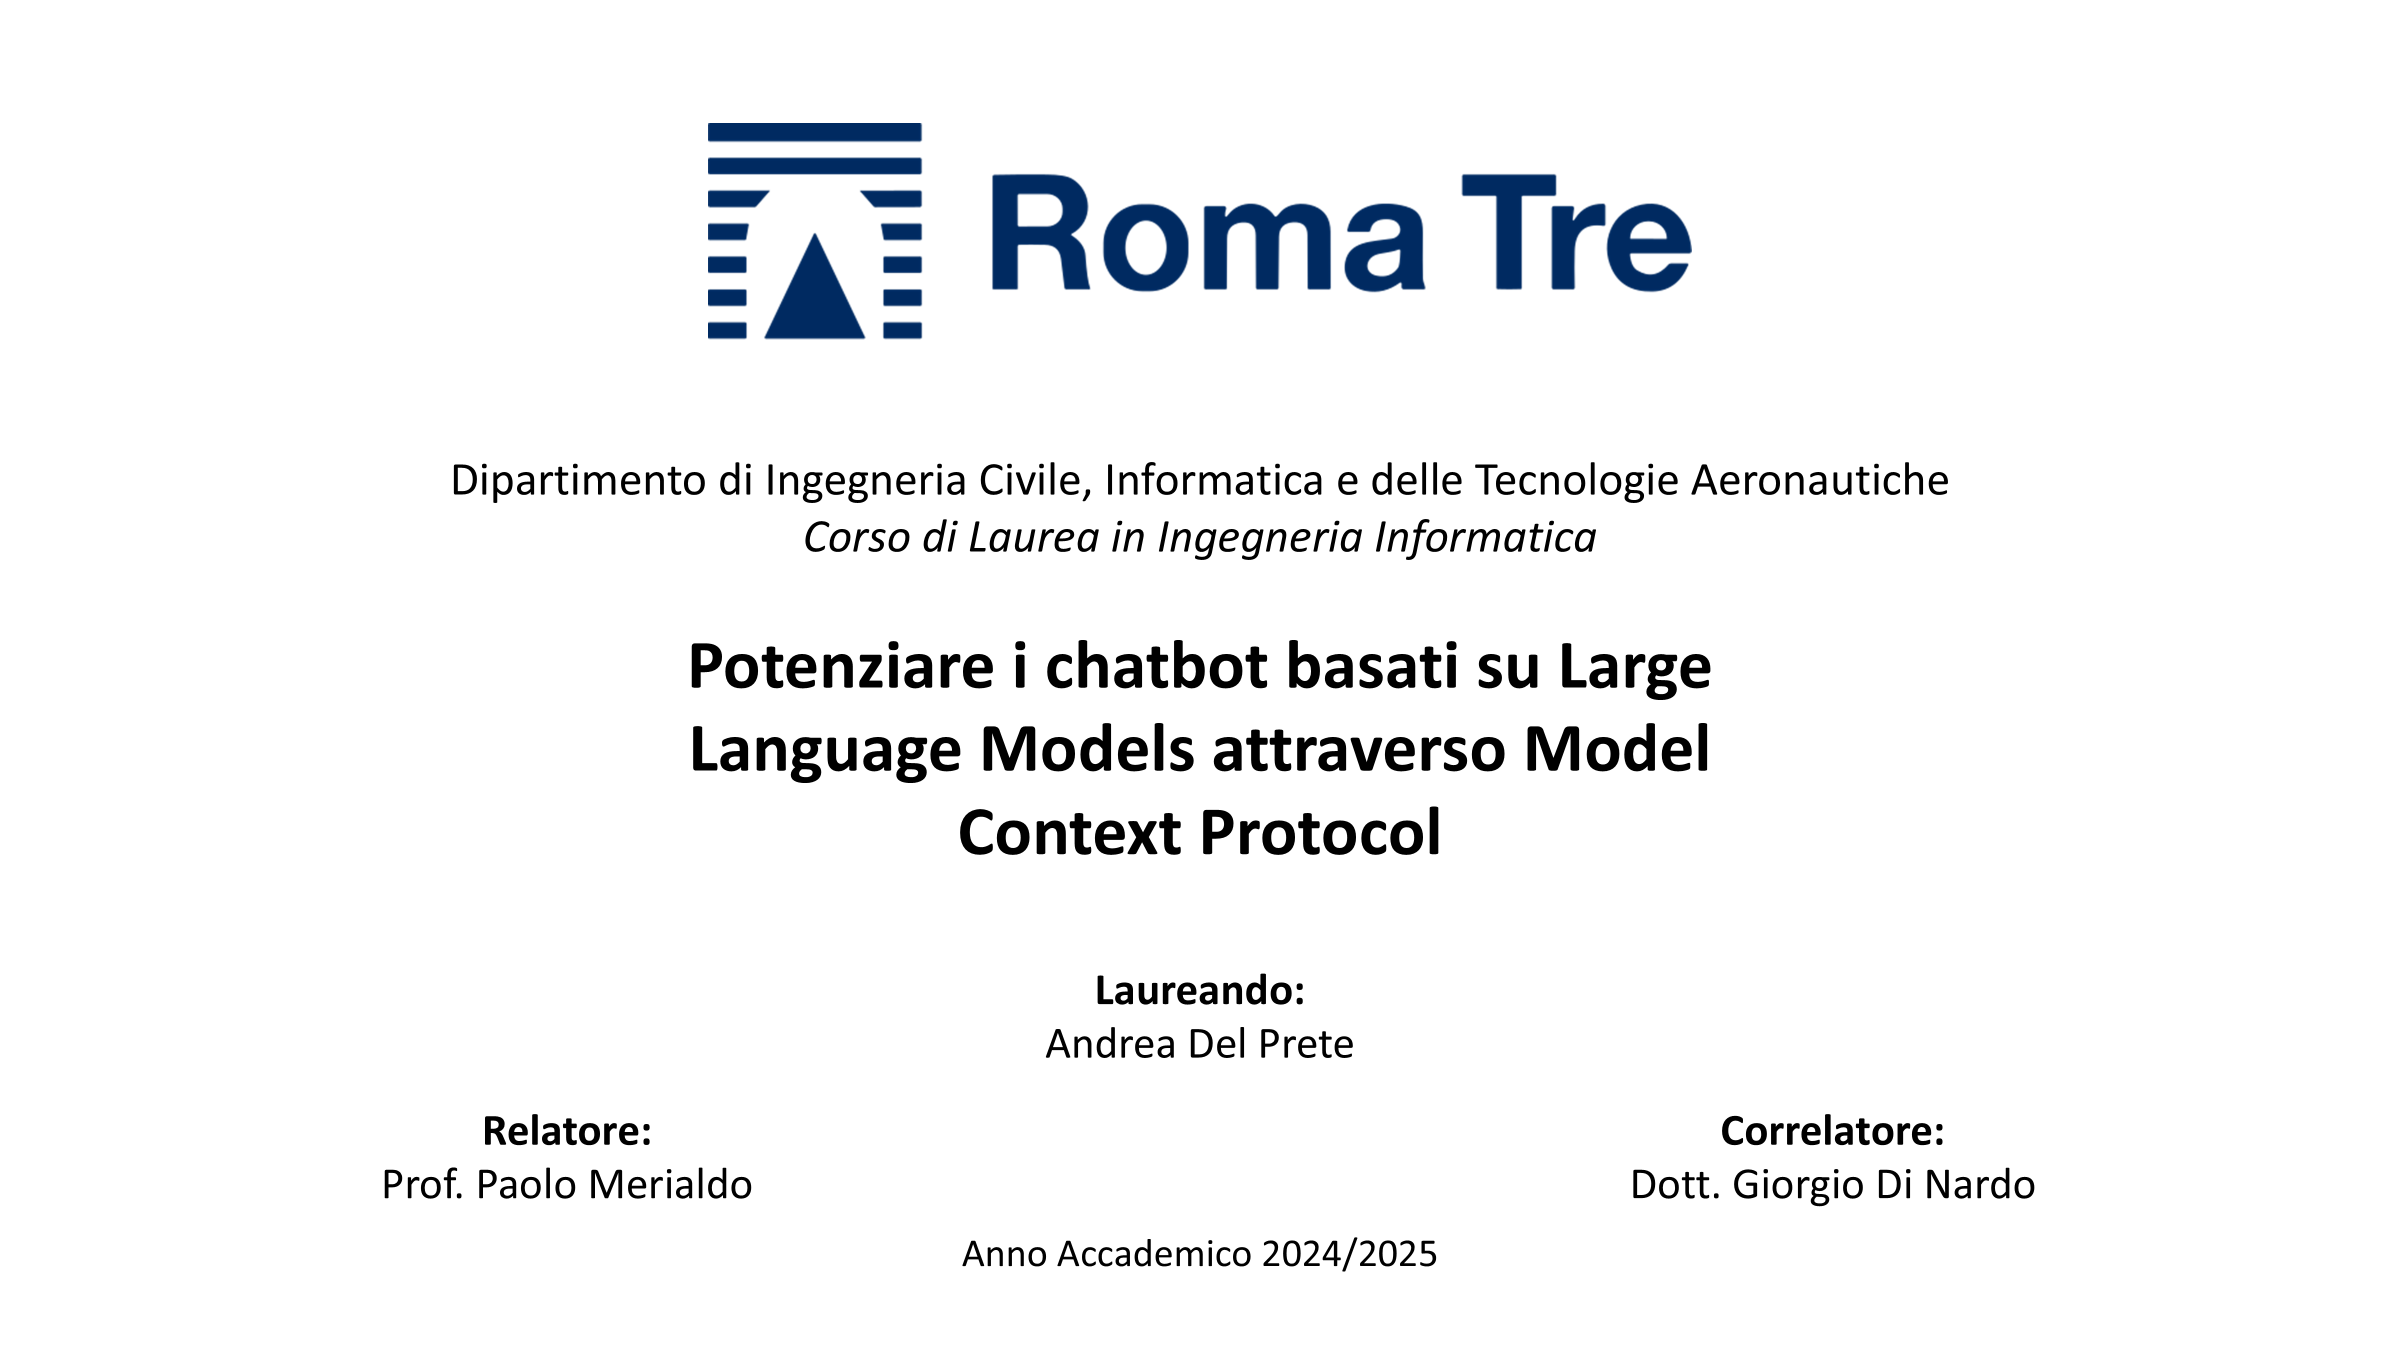 Roma Tre
Dipartimento di Ingegneria Civile, Informatica e delle Tecnologie Aeronautiche
Corso di Laurea in Ingegneria Informatica
Potenziare i chatbot basati su Large
Language Models attraverso Model
Context Protocol
Laureando:
Andrea Del Prete
Relatore:
Prof. Paolo Merialdo
Correlatore:
Dott. Giorgio Di Nardo
Anno Accademico 2024/2025